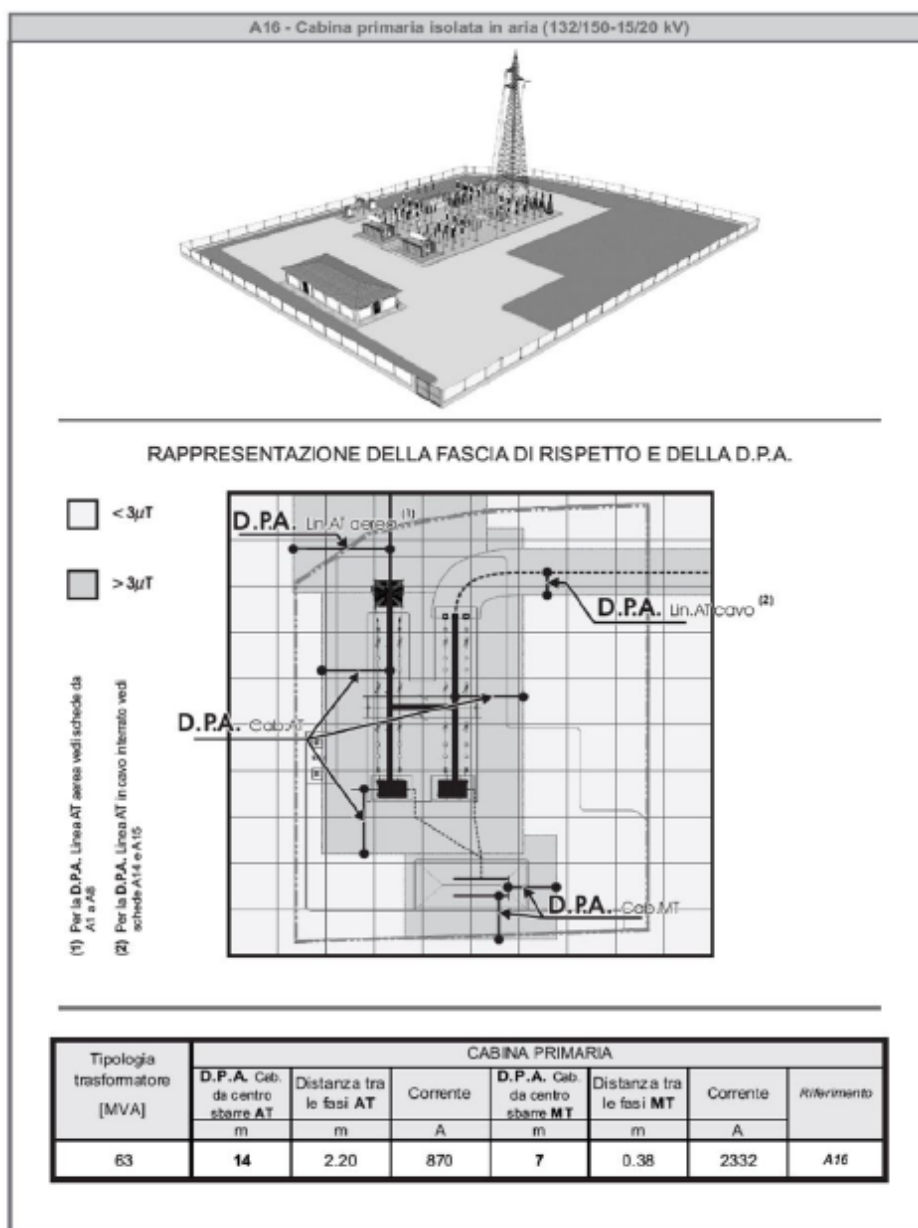 A16 - Cabina primaria isolata in aria (132/150-15/20 kV)
RAPPRESENTAZIONE DELLA FASCIA DI RISPETTO E DELLA D.P.A.
< 3μT
> 3μT
(1) Per la D.P.A. Linea AT aerea vedi schede da
A1 a A8
(2) Per la D.P.A. Linea AT in cavo interrato vedi
schede A14 e A15
D.P.A. Lin.AT aerea (1)
D.P.A. Lin.AT cavo (2)
D.P.A. Cab.AT
D.P.A. Cab.MT
Tipologia
trasformatore
[MVA]
CABINA PRIMARIA
D.P.A. Cab.
da centro
sbarre AT
Distanza tra
le fasi AT
Corrente
D.P.A. Cab.
da centro
sbarre MT
Distanza tra
le fasi MT
Corrente
Riferimento
m m A m m A
63 14 2.20 870 7 0.38 2332 A16